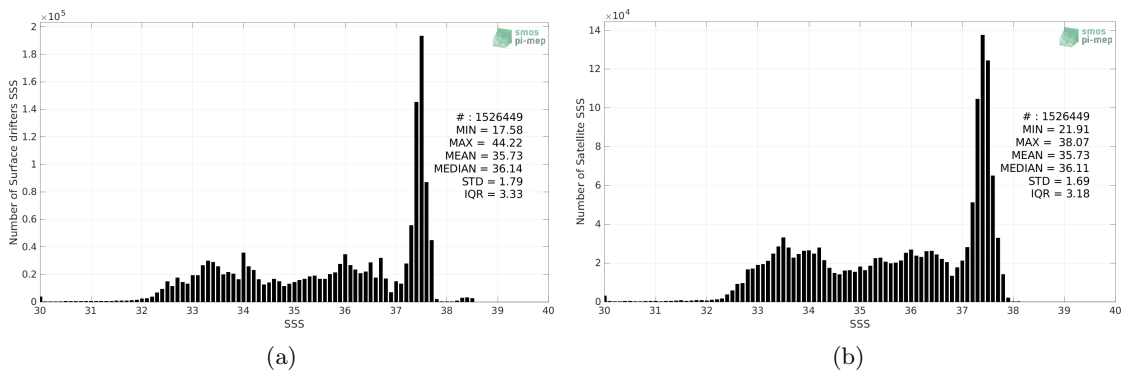 ×10⁵
2
1.8
1.6
1.4
1.2
1
0.8
0.6
0.4
0.2
0
Number of Surface drifters SSS
30 31 32 33 34 35 36 37 38 39 40
SSS
smos
pi-mep
# : 1526449
MIN = 17.58
MAX = 44.22
MEAN = 35.73
MEDIAN = 36.14
STD = 1.79
IQR = 3.33
(a)
×10⁴
14
12
10
8
6
4
2
0
Number of Satellite SSS
30 31 32 33 34 35 36 37 38 39 40
SSS
smos
pi-mep
# : 1526449
MIN = 21.91
MAX = 38.07
MEAN = 35.73
MEDIAN = 36.11
STD = 1.69
IQR = 3.18
(b)